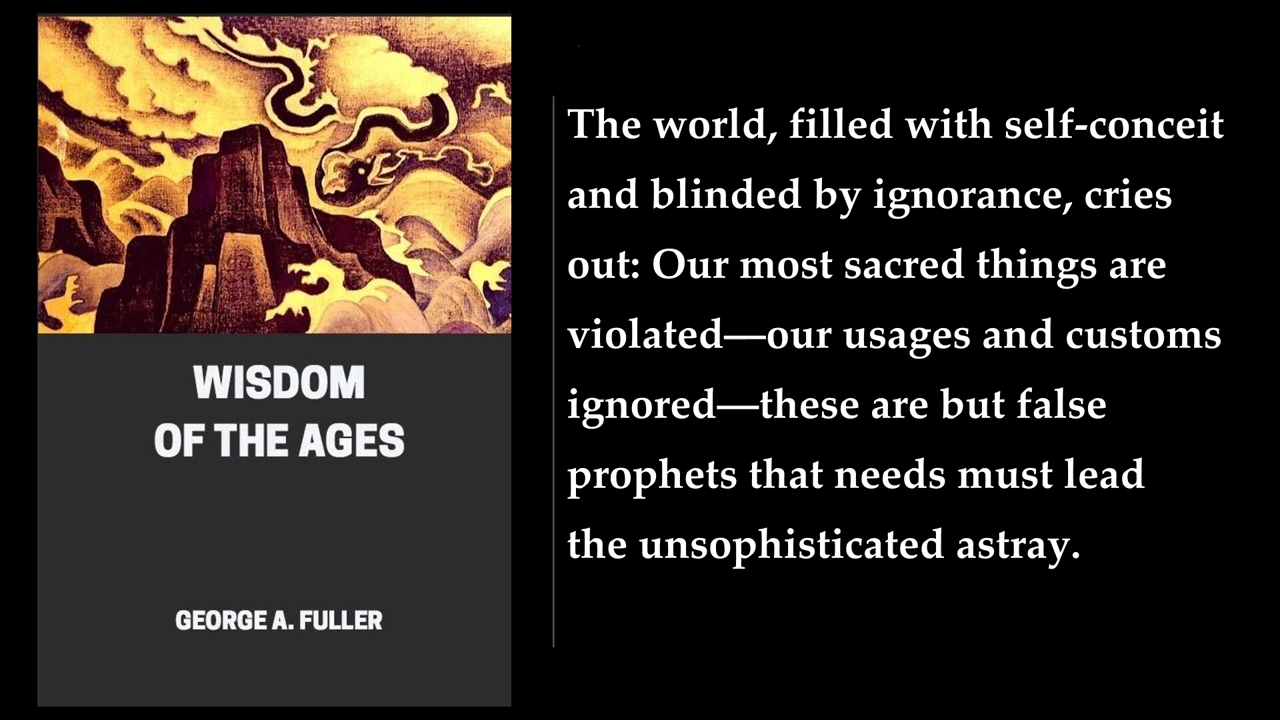 WISDOM
OF THE AGES
GEORGE A. FULLER
The world, filled with self-conceit
and blinded by ignorance, cries
out: Our most sacred things are
violated—our usages and customs
ignored—these are but false
prophets that needs must lead
the unsophisticated astray.